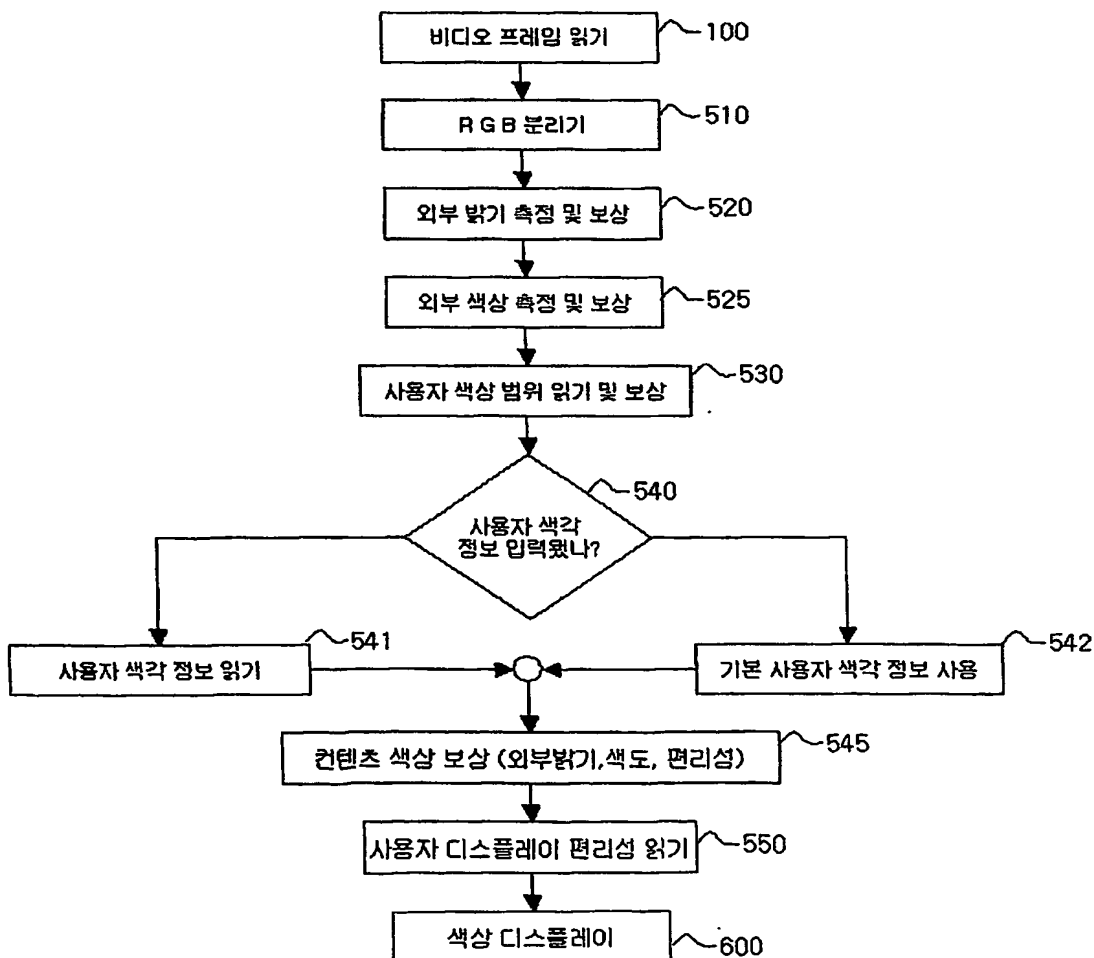 비디오 프레임 읽기
100
R G B 분리기
510
외부 밝기 측정 및 보상
520
외부 색상 측정 및 보상
525
사용자 색상 범위 읽기 및 보상
530
540
사용자 색각
정보 입력됐나?
541
사용자 색각 정보 읽기
542
기본 사용자 색각 정보 사용
545
컨텐츠 색상 보상 (외부밝기,색도, 편리성)
사용자 디스플레이 편리성 읽기
550
색상 디스플레이
600